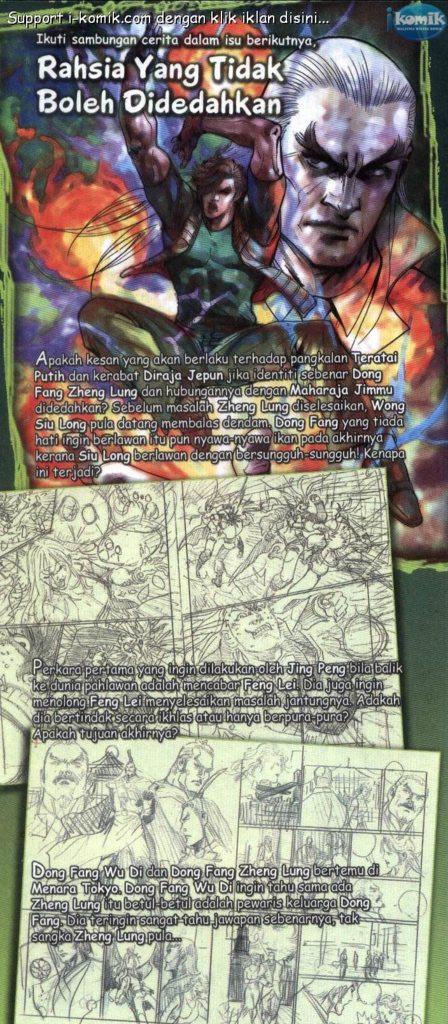 Support i-komik.com dengan klik iklan disini...
i komik
Ikuti sambungan cerita dalam isu berikutnya,
Rahsia Yang Tidak
Boleh Didedahkan
Apakah kesan yang akan berlaku terhadap pangkalan Teratai
Putih dan kerabat Diraja Jepun jika identiti sebenar Dong
Fang Zheng Lung dan hubungannya dengan Maharaja Jimmu
didedahkan? Sebelum masalah Zheng Lung diselesaikan, Wong
Siu Long pula datang membalas dendam. Dong Fang yang tiada
hati ingin berlawan itu pun nyawa-nyawa ikan pada akhirnya
kerana Siu Long berlawan dengan bersungguh-sungguh! Kenapa
ini terjadi?
Perkara pertama yang ingin dilakukan oleh Jing Peng bila balik
ke dunia pahlawan adalah mencabar Feng Lei. Dia juga ingin
menolong Feng Lei menyelesaikan masalah jantungnya. Adakah
dia bertindak secara ikhlas atau hanya berpura-pura?
Apakah tujuan akhirnya?
Dong Fang Wu Di dan Dong Fang Zheng Lung bertemu di
Menara Tokyo. Dong Fang Wu Di ingin tahu sama ada
Zheng Lung itu betul-betul adalah pewaris keluarga Dong
Fang. Dia teringin sangat tahu jawapan sebenarnya, tak
sangka Zheng Lung pula...